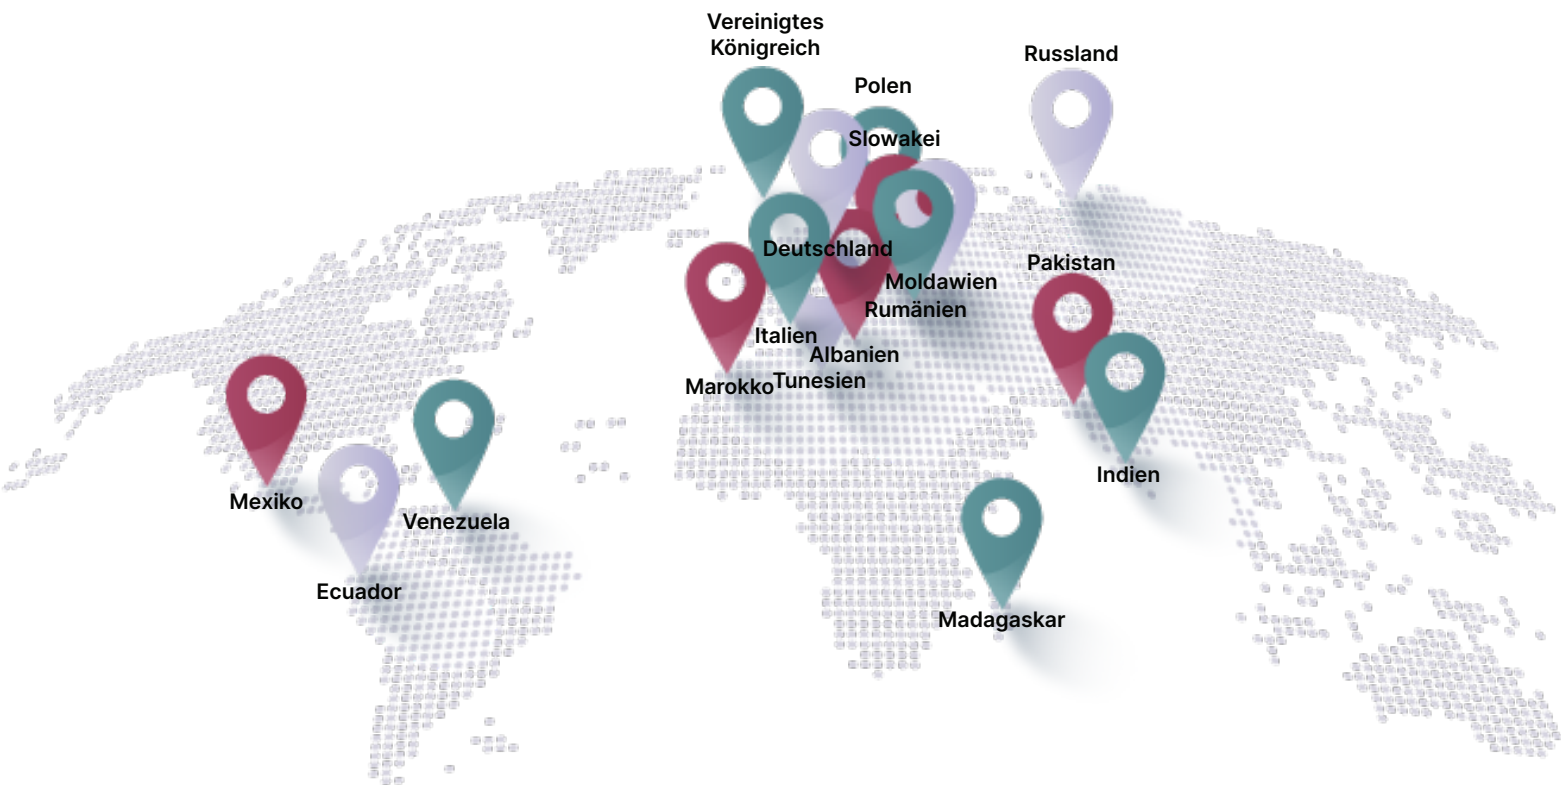 Vereinigtes
Königreich
Russland
Polen
Slowakei
Deutschland
Pakistan
Moldawien
Rumänien
Italien
Albanien
Tunesien
Marokko
Indien
Mexiko
Venezuela
Ecuador
Madagaskar